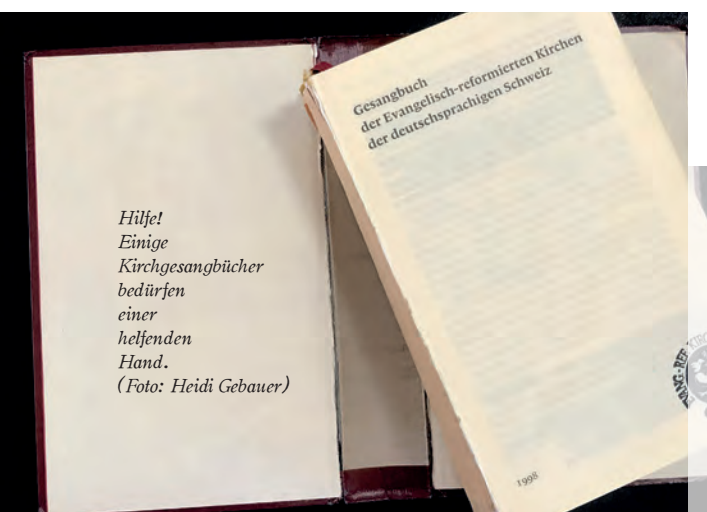 Hilfe!
Einige
Kirchgesangbücher
bedürfen
einer
helfenden
Hand.
(Foto: Heidi Gebauer)
Gesangbuch
der Evangelisch-reformierten Kirchen
der deutschsprachigen Schweiz
1998